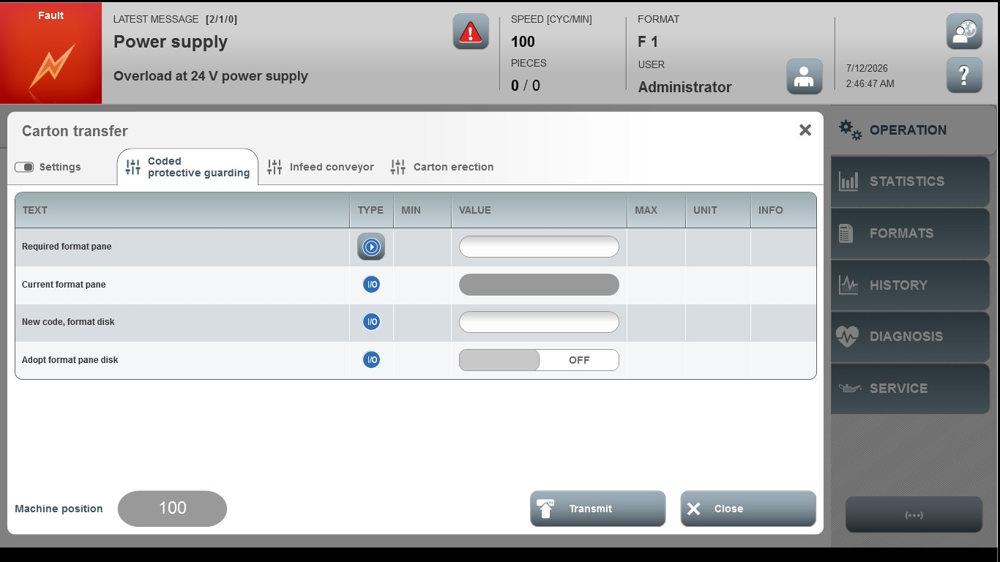 Fault
LATEST MESSAGE [2/1/0]
Power supply
Overload at 24 V power supply
SPEED [CYC/MIN]
100
PIECES
0 / 0
FORMAT
F 1
USER
Administrator
7/12/2026
2:46:47 AM
?
Carton transfer
Settings
Coded
protective guarding
Infeed conveyor
Carton erection
TEXT TYPE MIN VALUE MAX UNIT INFO
Required format pane
Current format pane I/O
New code, format disk I/O
Adopt format pane disk I/O OFF
Machine position 100
Transmit
Close
OPERATION
STATISTICS
FORMATS
HISTORY
DIAGNOSIS
SERVICE
(•••)